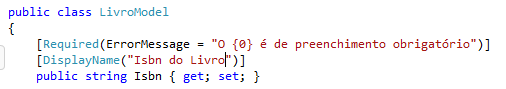 public class LivroModel
{
[Required(ErrorMessage = "O {0} é de preenchimento obrigatório")]
[DisplayName("Isbn do Livro")]
public string Isbn { get; set; }